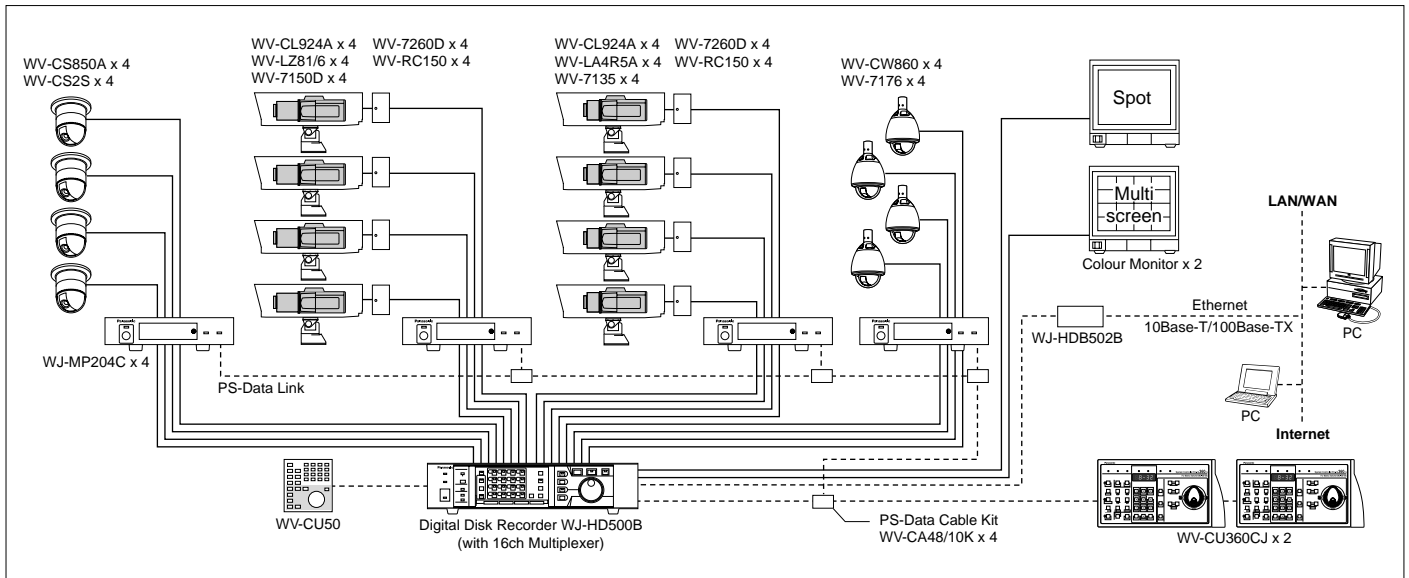 WV-CS850A x 4
WV-CS2S x 4
WV-CL924A x 4
WV-LZ81/6 x 4
WV-7150D x 4
WV-7260D x 4
WV-RC150 x 4
WV-CL924A x 4
WV-LA4R5A x 4
WV-7135 x 4
WV-7260D x 4
WV-RC150 x 4
WV-CW860 x 4
WV-7176 x 4
Spot
Multi
screen
Colour Monitor x 2
LAN/WAN
PC
Ethernet
10Base-T/100Base-TX
WJ-HDB502B
PC
Internet
WJ-MP204C x 4
PS-Data Link
WV-CU50
Digital Disk Recorder WJ-HD500B
(with 16ch Multiplexer)
PS-Data Cable Kit
WV-CA48/10K x 4
WV-CU360CJ x 2